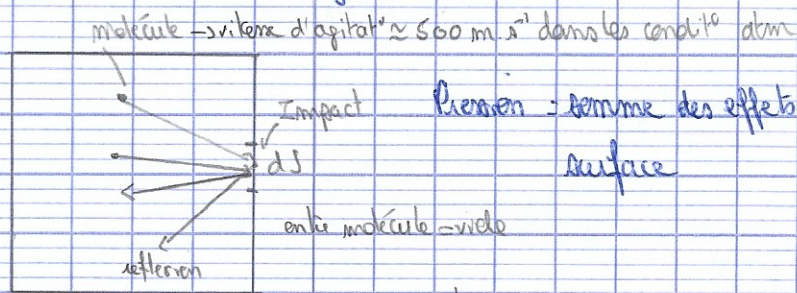 molécule → vitesse d'agitat° ≈ 500 m.s⁻¹ dans les condit° atm
Impact
Pression = somme des effets
dS
surface
entre molécule = vide
reflexion